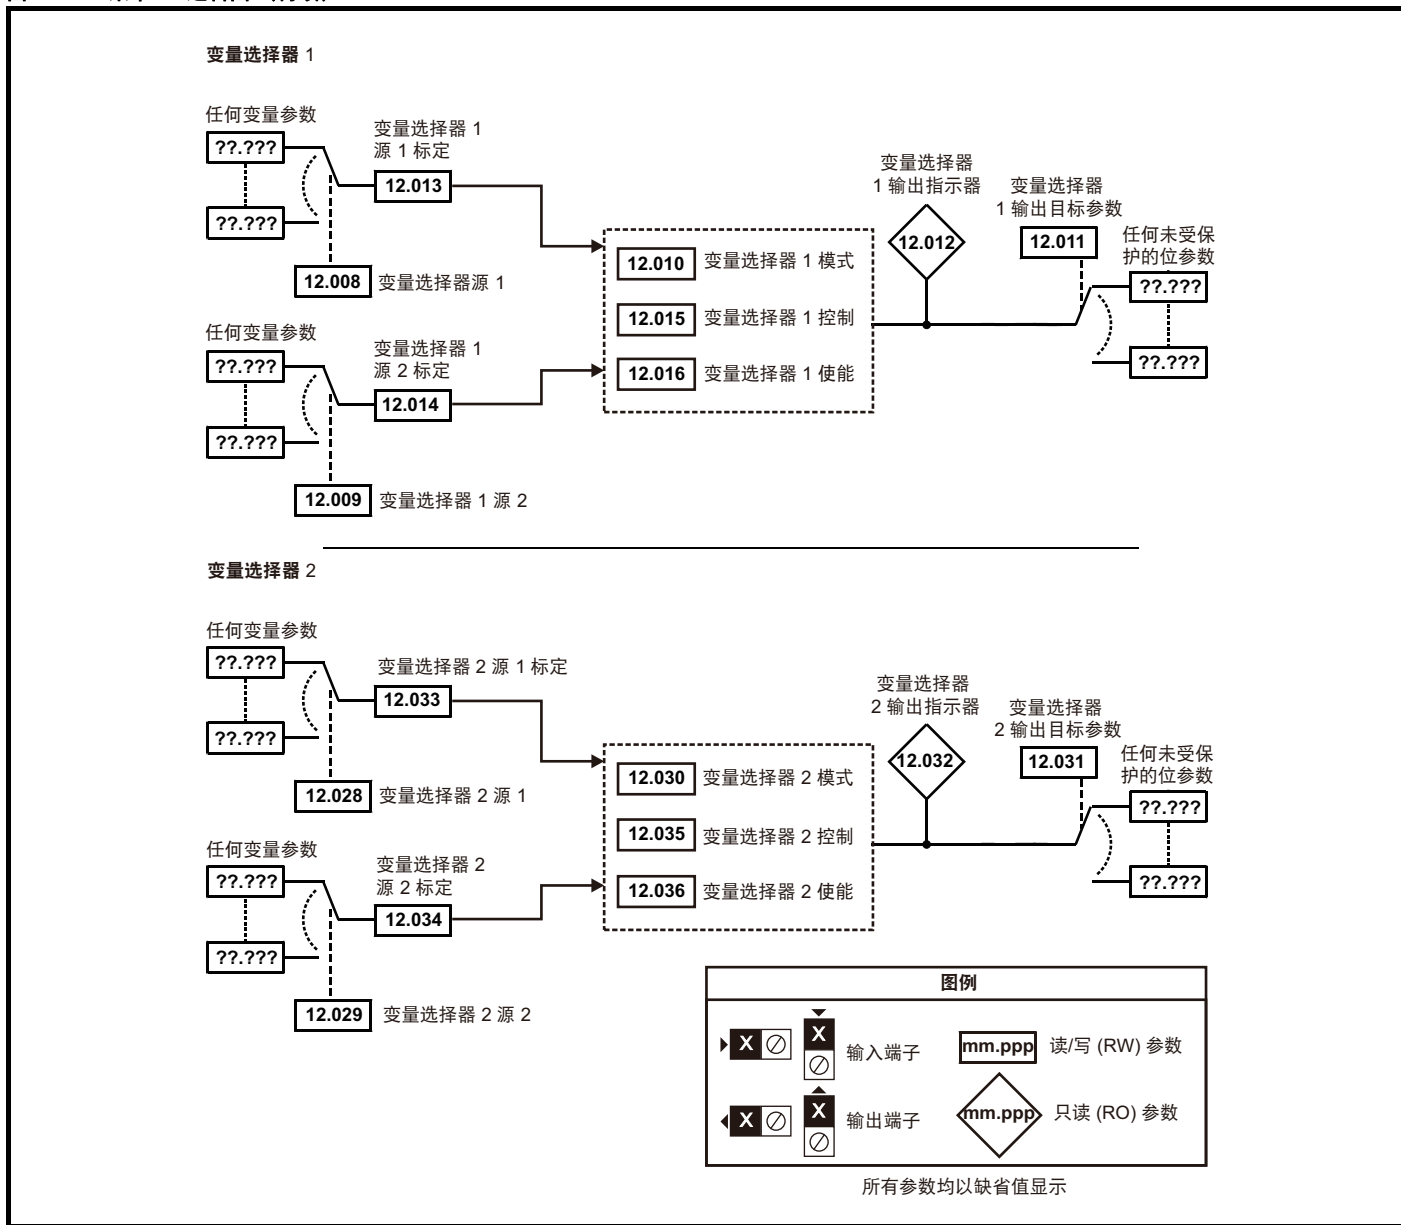 变量选择器 1
任何变量参数
??.???
??.???
变量选择器 1
源 1 标定
12.013
12.008 变量选择器源 1
任何变量参数
??.???
??.???
变量选择器 1
源 2 标定
12.014
12.009 变量选择器 1 源 2
12.010 变量选择器 1 模式
12.015 变量选择器 1 控制
12.016 变量选择器 1 使能
变量选择器
1 输出指示器
12.012
变量选择器
1 输出目标参数
12.011
任何未受保
护的位参数
??.???
??.???
变量选择器 2
任何变量参数
??.???
??.???
变量选择器 2 源 1 标定
12.033
12.028 变量选择器 2 源 1
任何变量参数
??.???
??.???
变量选择器 2
源 2 标定
12.034
12.029 变量选择器 2 源 2
12.030 变量选择器 2 模式
12.035 变量选择器 2 控制
12.036 变量选择器 2 使能
变量选择器
2 输出指示器
12.032
变量选择器
2 输出目标参数
12.031
任何未受保
护的位参数
??.???
??.???
图例
X X 输入端子
mm.ppp 读/写 (RW) 参数
X X 输出端子
mm.ppp 只读 (RO) 参数
所有参数均以缺省值显示